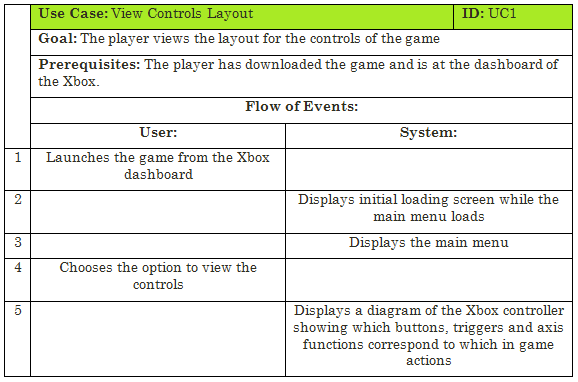 Use Case: View Controls Layout ID: UC1
Goal: The player views the layout for the controls of the game
Prerequisites: The player has downloaded the game and is at the dashboard of
the Xbox.
Flow of Events:
User: System:
1 Launches the game from the Xbox
dashboard
2 Displays initial loading screen while the
main menu loads
3 Displays the main menu
4 Chooses the option to view the
controls
5 Displays a diagram of the Xbox controller
showing which buttons, triggers and axis
functions correspond to which in game
actions